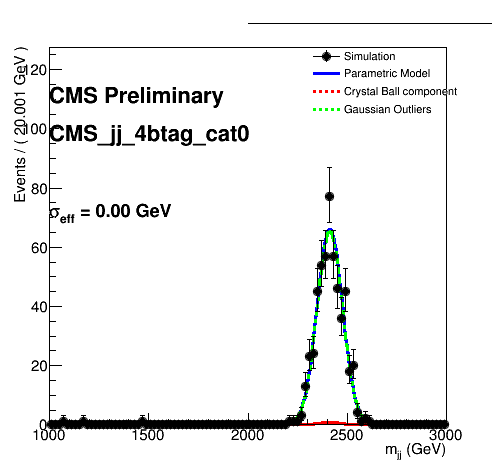 Simulation
Parametric Model
Crystal Ball component
Gaussian Outliers
CMS Preliminary
CMS_jj_4btag_cat0
σeff = 0.00 GeV
Events / ( 20.001 GeV )
120
100
80
60
40
20
0
1000 1500 2000 2500 3000
mjj (GeV)